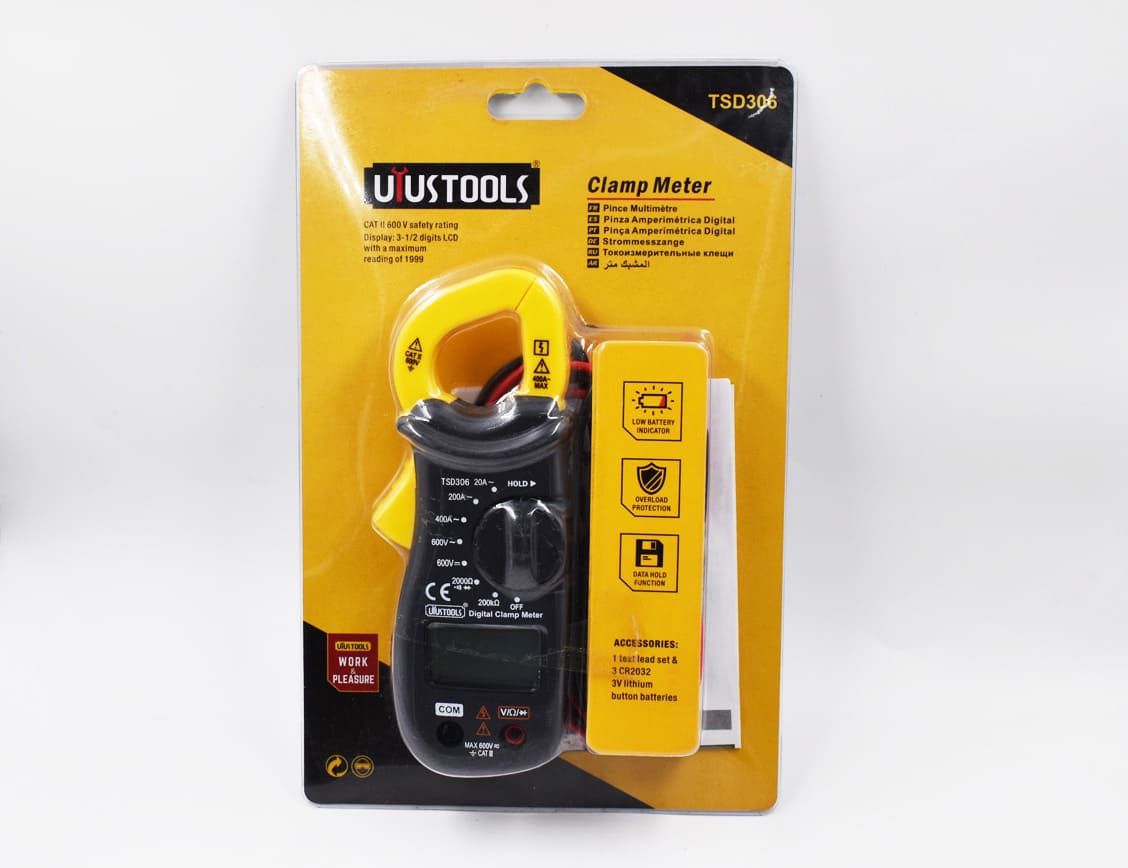 TSD306
UYUSTOOLS®
CAT II 600 V safety rating
Display: 3-1/2 digits LCD
with a maximum
reading of 1999
Clamp Meter
FR Pince Multimètre
ES Pinza Amperimétrica Digital
PT Pinça Amperimétrica Digital
DE Strommesszange
RU Токоизмерительные клещи
AR المشبك متر
CAT II
600V
400A~
MAX
LOW BATTERY
INDICATOR
OVERLOAD
PROTECTION
DATA HOLD
FUNCTION
TSD306 20A~ HOLD ▶
200A~
400A~
600V~
600V⎓
2000Ω
200kΩ
OFF
CE
UYUSTOOLS® Digital Clamp Meter
COM
V/Ω/
MAX 600V
CAT II
ACCESSORIES:
1 test lead set &
3 CR2032
3V lithium
button batteries
UYUSTOOLS
WORK
&
PLEASURE